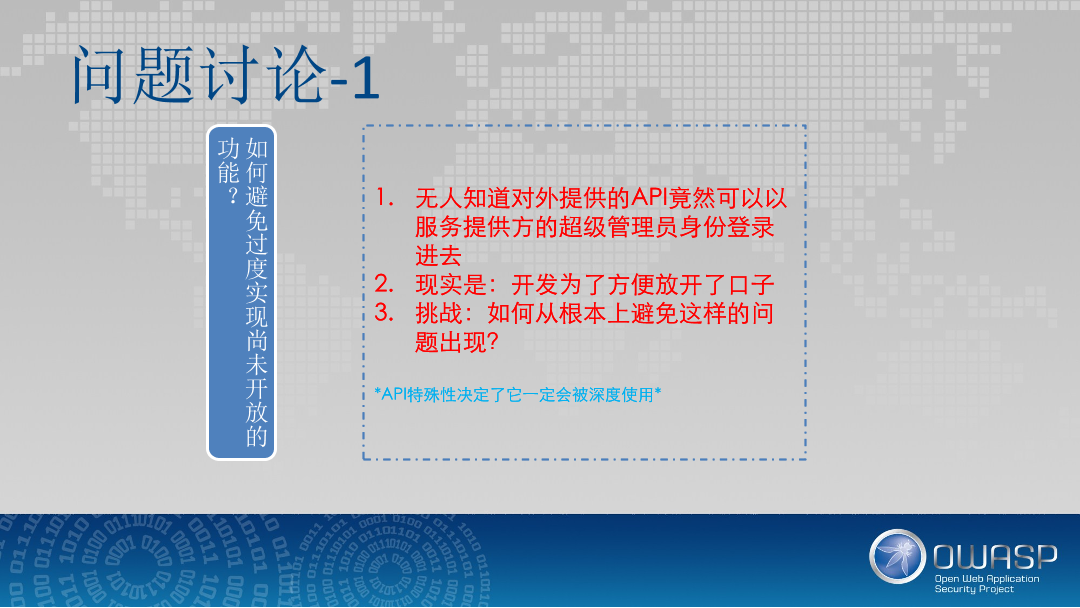 问题讨论-1
如何避免过度实现尚未开放的
功能？
1. 无人知道对外提供的API竟然可以以
服务提供方的超级管理员身份登录
进去
2. 现实是：开发为了方便放开了口子
3. 挑战：如何从根本上避免这样的问
题出现?
*API特殊性决定了它一定会被深度使用*
OWASP
Open Web Application
Security Project